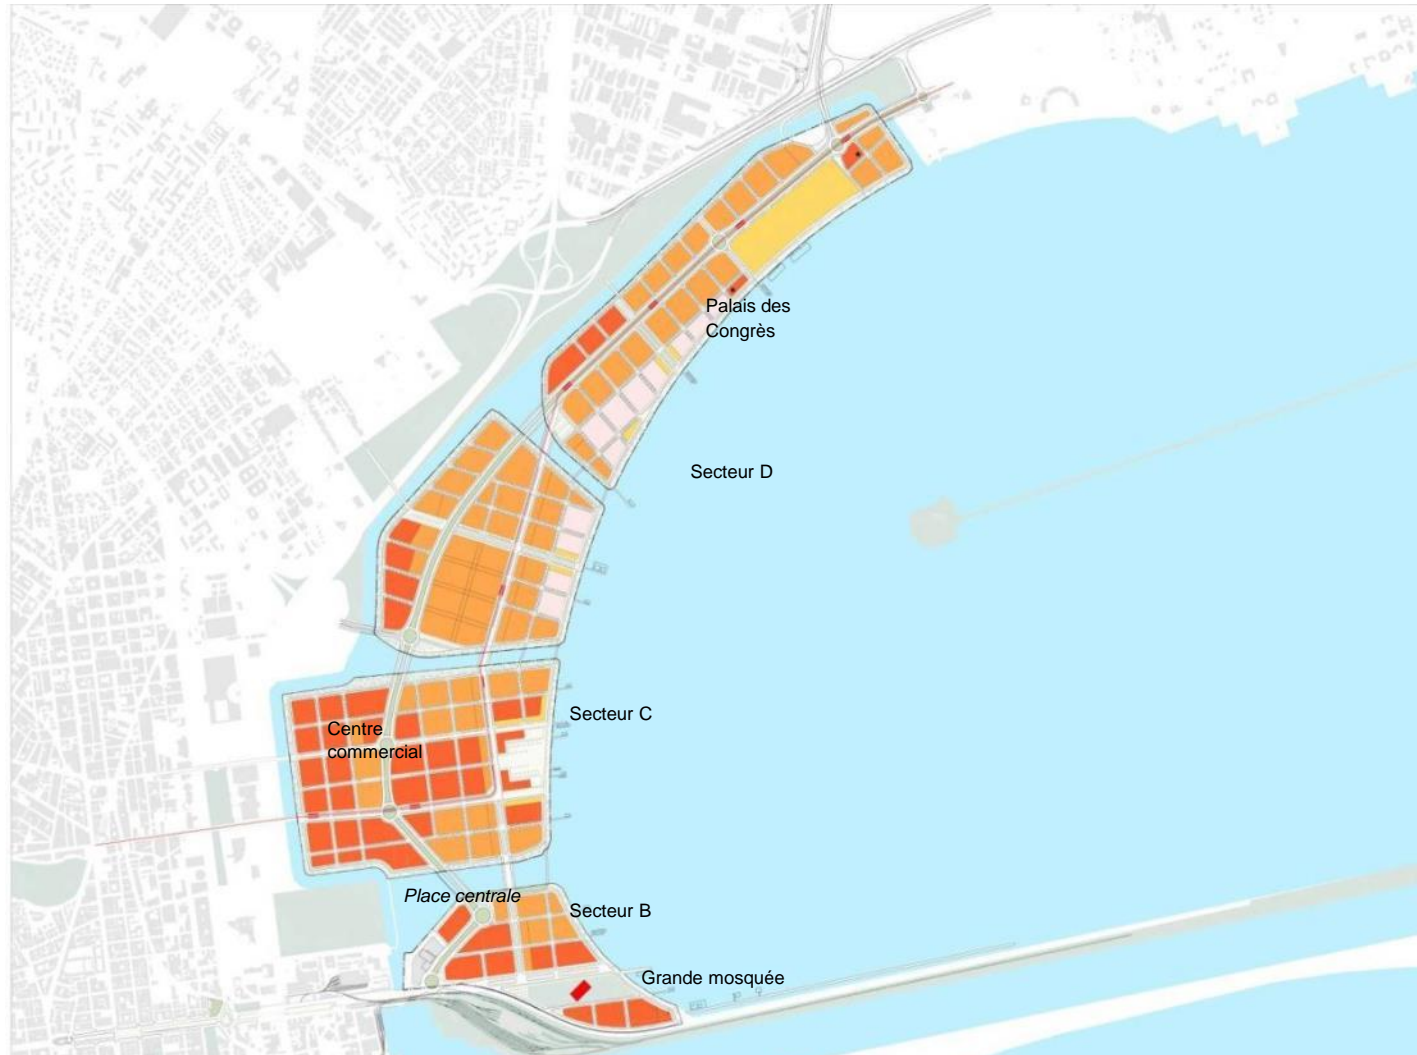 Palais des
Congrès
Secteur D
Secteur C
Centre
commercial
Place centrale
Secteur B
Grande mosquée